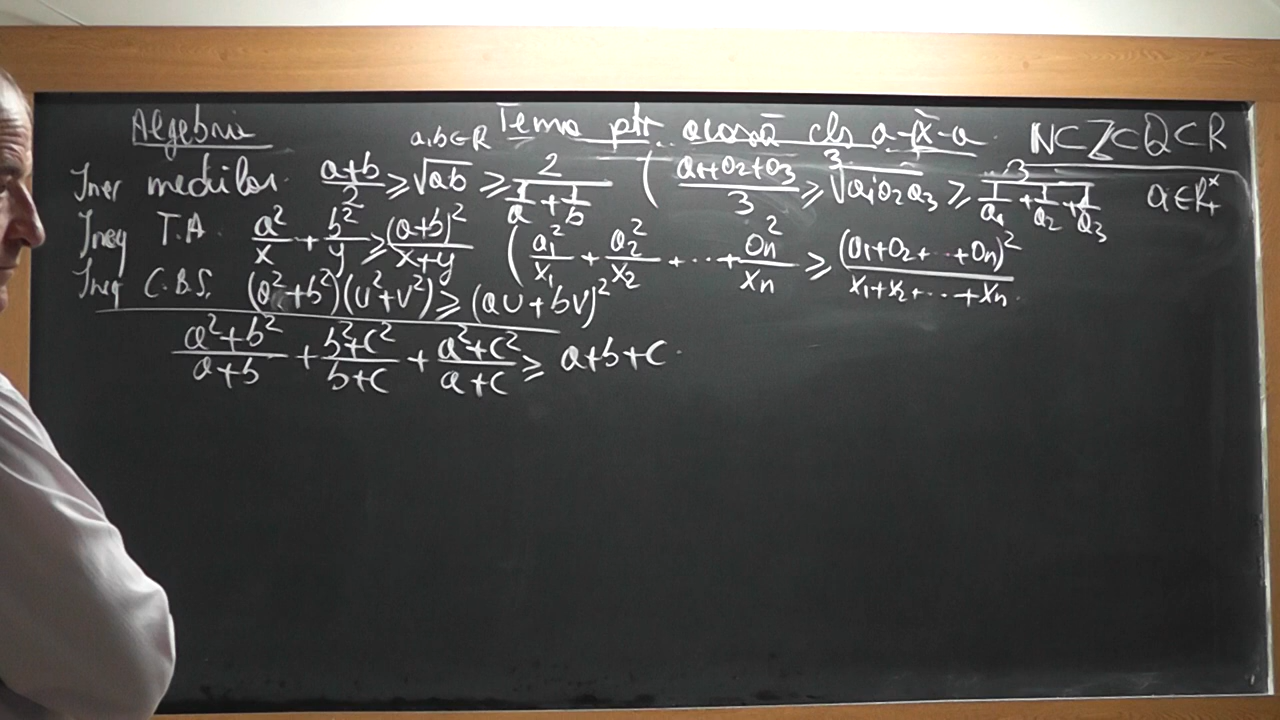 Algebra Tema ptr. acasă cls a-IX-a N⊂Z⊂Q⊂R
a,b∈R
Ineg mediilor (a+b)/2 ≥ √(ab) ≥ 2/(1/a + 1/b) ( (a₁+a₂+a₃)/3 ≥ ∛(a₁a₂a₃) ≥ 3/(1/a₁ + 1/a₂ + 1/a₃) a∈R₊*
Ineg T.A. a²/x + b²/y ≥ (a+b)²/(x+y) ( a₁²/x₁ + a₂²/x₂ + ... + aₙ²/xₙ ≥ (a₁+a₂+...+aₙ)²/(x₁+x₂+...+xₙ)
Ineg C.B.S. (a²+b²)(u²+v²) ≥ (au+bv)²
(a²+b²)/(a+b) + (b²+c²)/(b+c) + (a²+c²)/(a+c) ≥ a+b+c.